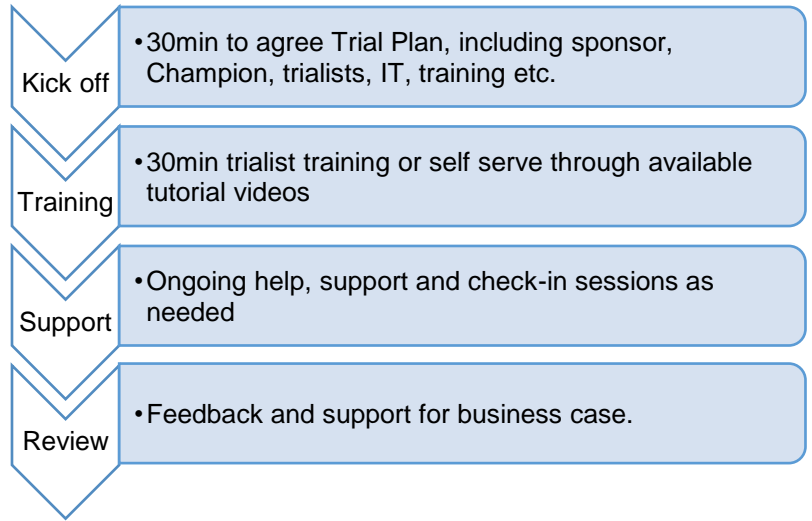 Kick off
•30min to agree Trial Plan, including sponsor,
Champion, trialists, IT, training etc.
Training
•30min trialist training or self serve through available
tutorial videos
Support
•Ongoing help, support and check-in sessions as
needed
Review
•Feedback and support for business case.